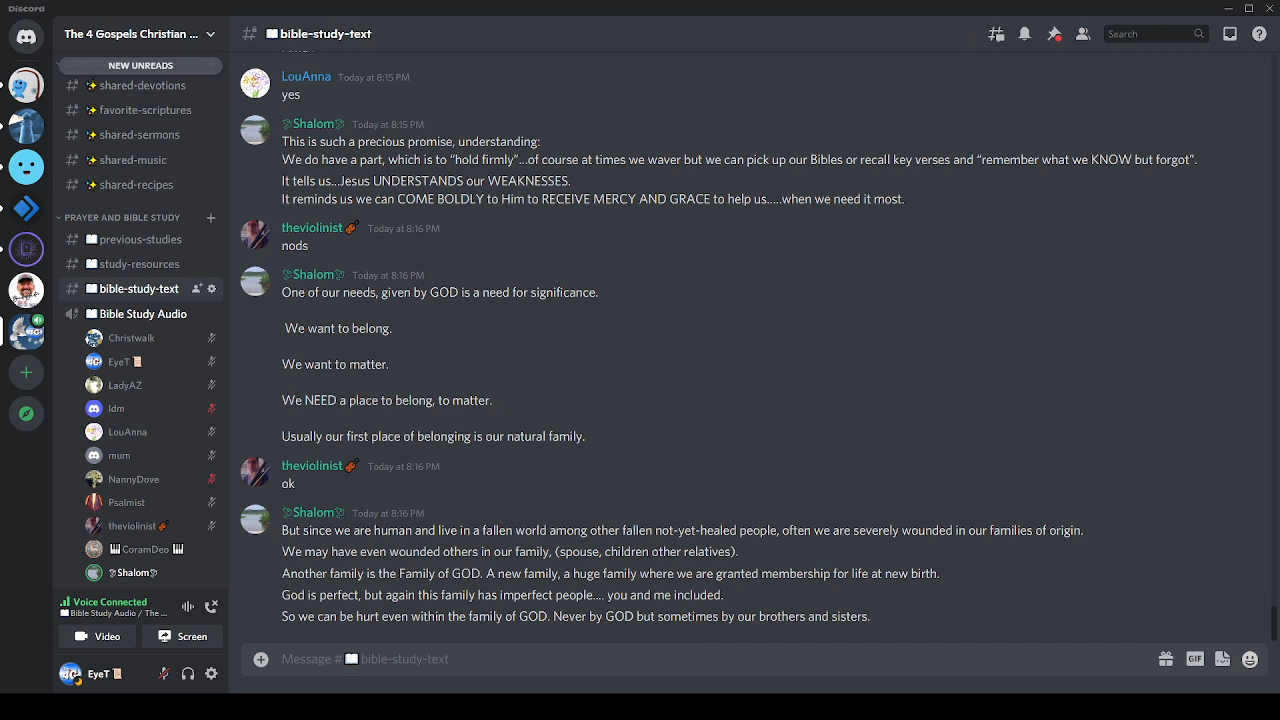 Discord
The 4 Gospels Christian ...
NEW UNREADS
shared-devotions
favorite-scriptures
shared-sermons
shared-music
shared-recipes
PRAYER AND BIBLE STUDY
previous-studies
study-resources
bible-study-text
Bible Study Audio
Christwalk
EyeT
LadyAZ
ldm
LouAnna
mum
NannyDove
Psalmist
theviolinist
CoramDeo
Shalom
Voice Connected
Bible Study Audio / The ...
Video
Screen
EyeT
bible-study-text
Search
LouAnna Today at 8:15 PM
yes
Shalom Today at 8:15 PM
This is such a precious promise, understanding:
We do have a part, which is to “hold firmly”...of course at times we waver but we can pick up our Bibles or recall key verses and “remember what we KNOW but forgot”.
It tells us...Jesus UNDERSTANDS our WEAKNESSES.
It reminds us we can COME BOLDLY to Him to RECEIVE MERCY AND GRACE to help us.....when we need it most.
theviolinist Today at 8:16 PM
nods
Shalom Today at 8:16 PM
One of our needs, given by GOD is a need for significance.
We want to belong.
We want to matter.
We NEED a place to belong, to matter.
Usually our first place of belonging is our natural family.
theviolinist Today at 8:16 PM
ok
Shalom Today at 8:16 PM
But since we are human and live in a fallen world among other fallen not-yet-healed people, often we are severely wounded in our families of origin.
We may have even wounded others in our family, (spouse, children other relatives).
Another family is the Family of GOD. A new family, a huge family where we are granted membership for life at new birth.
God is perfect, but again this family has imperfect people.... you and me included.
So we can be hurt even within the family of GOD. Never by GOD but sometimes by our brothers and sisters.
Message # bible-study-text
GIF